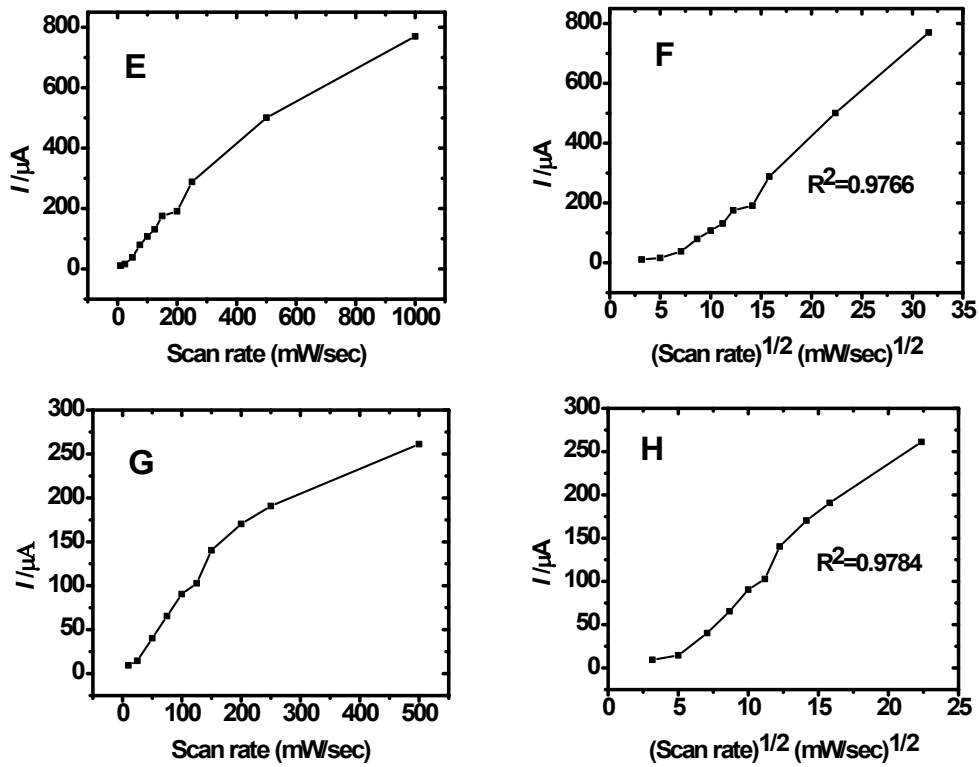 E
I /µA
800
600
400
200
0
0 200 400 600 800 1000
Scan rate (mW/sec)
F
I /µA
800
600
400
200
0
R2=0.9766
0 5 10 15 20 25 30 35
(Scan rate)1/2 (mW/sec)1/2
G
I /µA
300
250
200
150
100
50
0
0 100 200 300 400 500
Scan rate (mW/sec)
H
I /µA
300
250
200
150
100
50
0
R2=0.9784
0 5 10 15 20 25
(Scan rate)1/2 (mW/sec)1/2